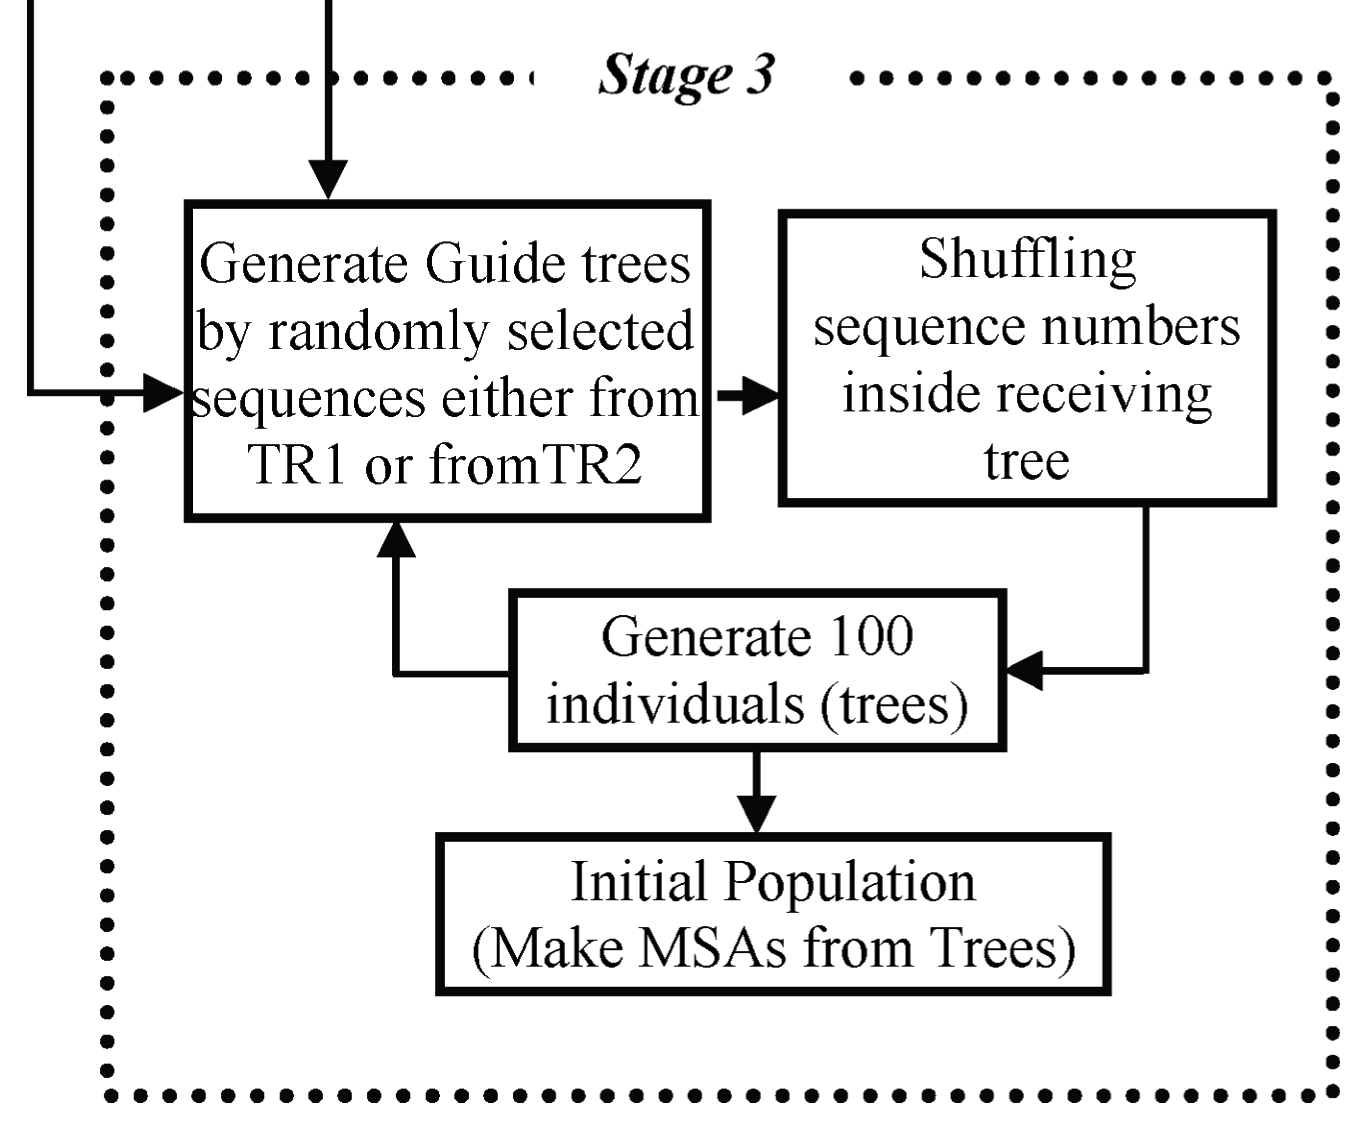 Stage 3
Generate Guide trees
by randomly selected
sequences either from
TR1 or fromTR2
Shuffling
sequence numbers
inside receiving
tree
Generate 100
individuals (trees)
Initial Population
(Make MSAs from Trees)